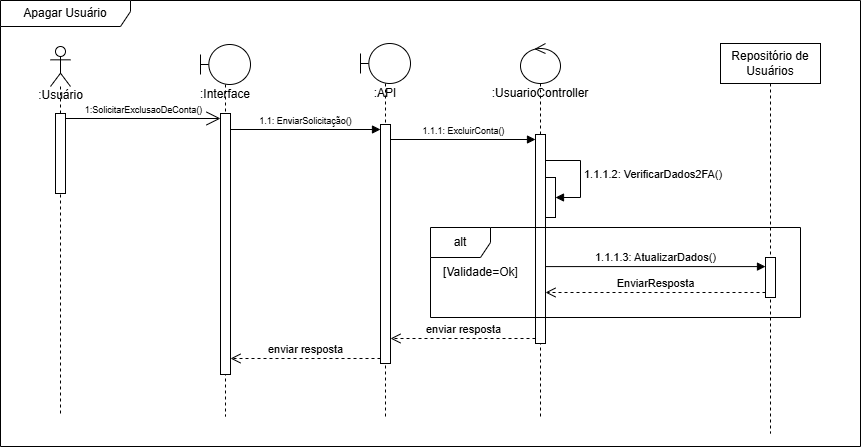 Apagar Usuário
Repositório de
Usuários
:Usuário
:Interface
:API
:UsuarioController
1:SolicitarExclusaoDeConta()
1.1: EnviarSolicitação()
1.1.1: ExcluirConta()
1.1.1.2: VerificarDados2FA()
alt
[Validade=Ok]
1.1.1.3: AtualizarDados()
EnviarResposta
enviar resposta
enviar resposta